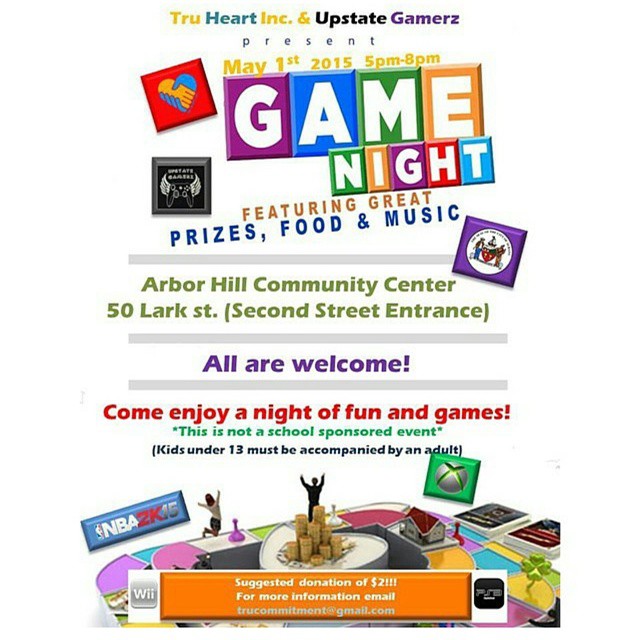 Tru Heart Inc. & Upstate Gamerz
present
May 1st 2015 5pm-8pm
GAME
NIGHT
UPSTATE
GAMERZ
FEATURING GREAT
PRIZES, FOOD & MUSIC
Arbor Hill Community Center
50 Lark st. (Second Street Entrance)
All are welcome!
Come enjoy a night of fun and games!
*This is not a school sponsored event*
(Kids under 13 must be accompanied by an adult)
NBA2K15
Wii
Suggested donation of $2!!!
For more information email
trucommitment@gmail.com
PS3